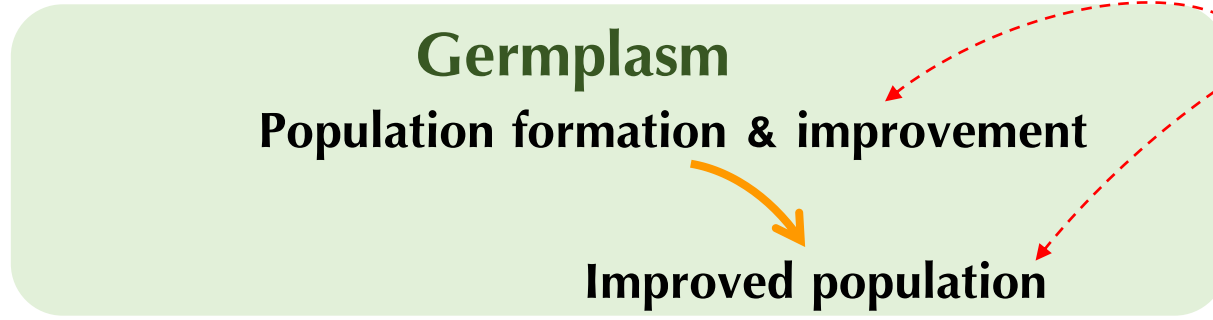 Germplasm
Population formation & improvement
Improved population